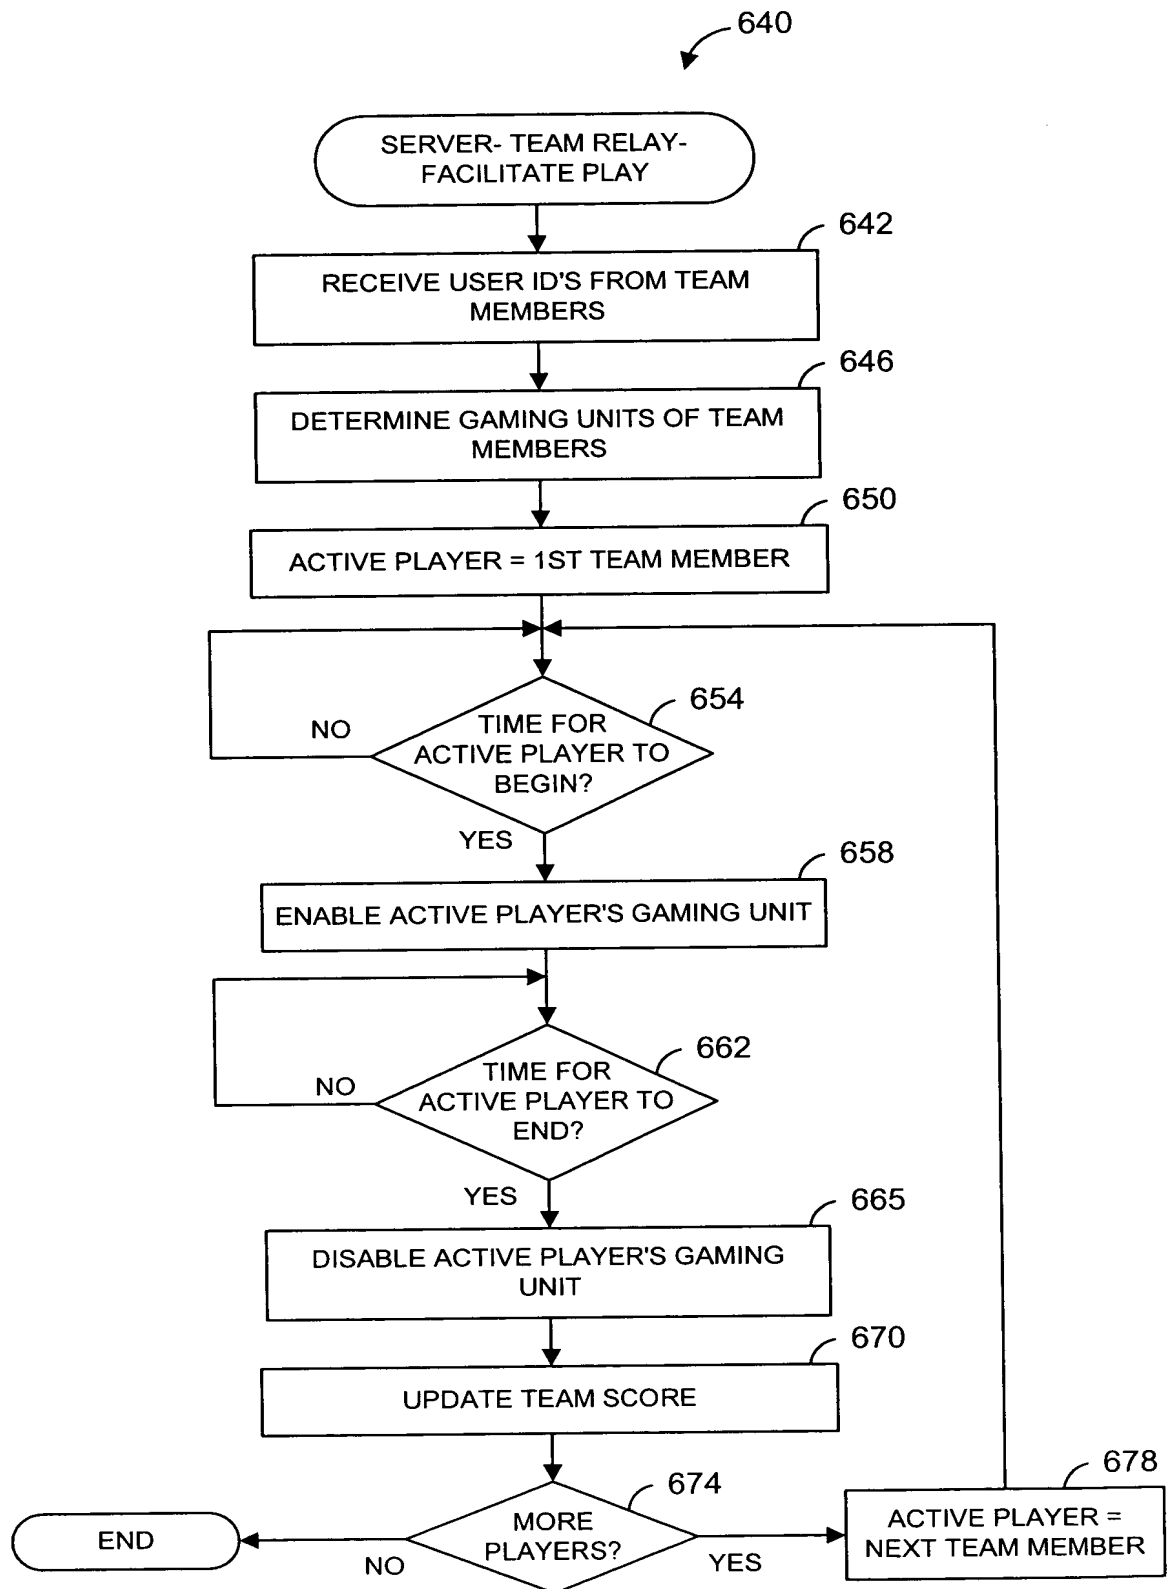 640
SERVER- TEAM RELAY-
FACILITATE PLAY
642
RECEIVE USER ID'S FROM TEAM
MEMBERS
646
DETERMINE GAMING UNITS OF TEAM
MEMBERS
650
ACTIVE PLAYER = 1ST TEAM MEMBER
654
NO
TIME FOR
ACTIVE PLAYER TO
BEGIN?
YES
658
ENABLE ACTIVE PLAYER'S GAMING UNIT
662
NO
TIME FOR
ACTIVE PLAYER TO
END?
YES
665
DISABLE ACTIVE PLAYER'S GAMING
UNIT
670
UPDATE TEAM SCORE
674
678
END
NO
MORE
PLAYERS?
YES
ACTIVE PLAYER =
NEXT TEAM MEMBER